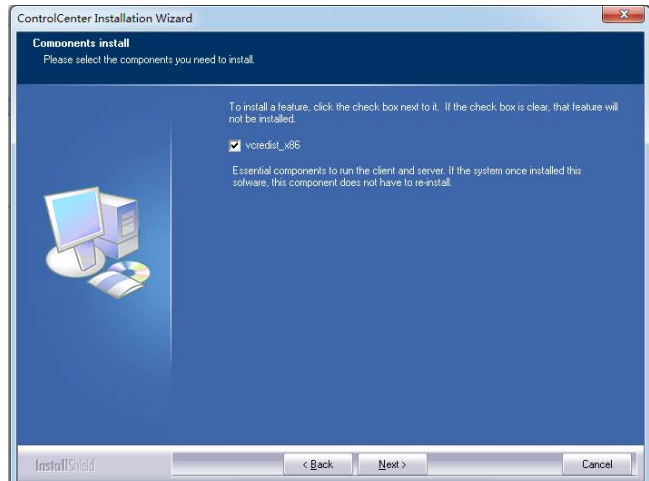 ControlCenter Installation Wizard
Components install
Please select the components you need to install.
To install a feature, click the check box next to it. If the check box is clear, that feature will
not be installed.
vcredist_x86
Essential components to run the client and server. If the system once installed this
sofware, this component does not have to re-install.
InstallShield
< Back
Next >
Cancel